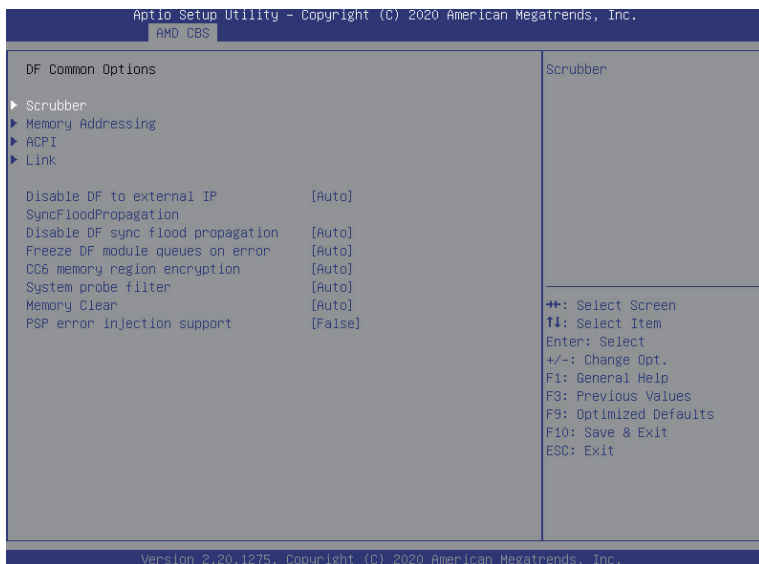 Aptio Setup Utility – Copyright (C) 2020 American Megatrends, Inc.
AMD CBS
DF Common Options
Scrubber
Memory Addressing
ACPI
Link
Disable DF to external IP [Auto]
SyncFloodPropagation
Disable DF sync flood propagation [Auto]
Freeze DF module queues on error [Auto]
CC6 memory region encryption [Auto]
System probe filter [Auto]
Memory Clear [Auto]
PSP error injection support [False]
Scrubber
→←: Select Screen
↑↓: Select Item
Enter: Select
+/-: Change Opt.
F1: General Help
F3: Previous Values
F9: Optimized Defaults
F10: Save & Exit
ESC: Exit
Version 2.20.1275. Copyright (C) 2020 American Megatrends, Inc.